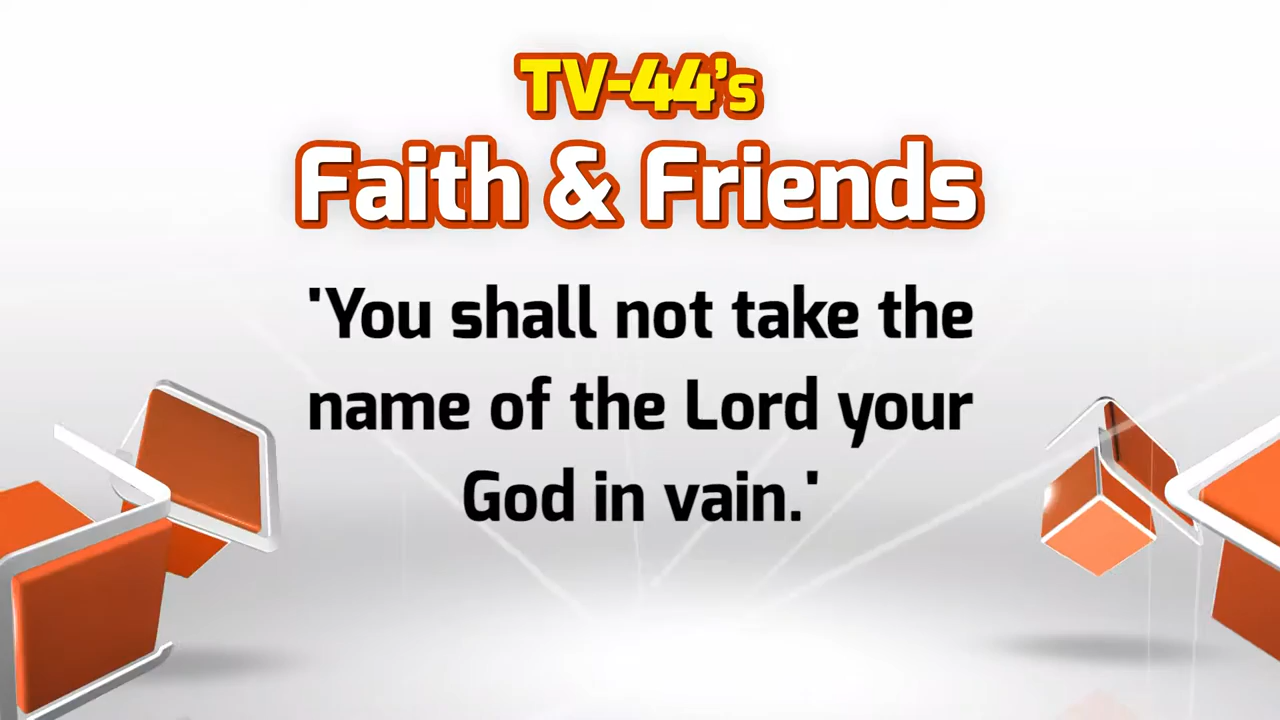 TV-44’s
Faith & Friends
'You shall not take the
name of the Lord your
God in vain.'